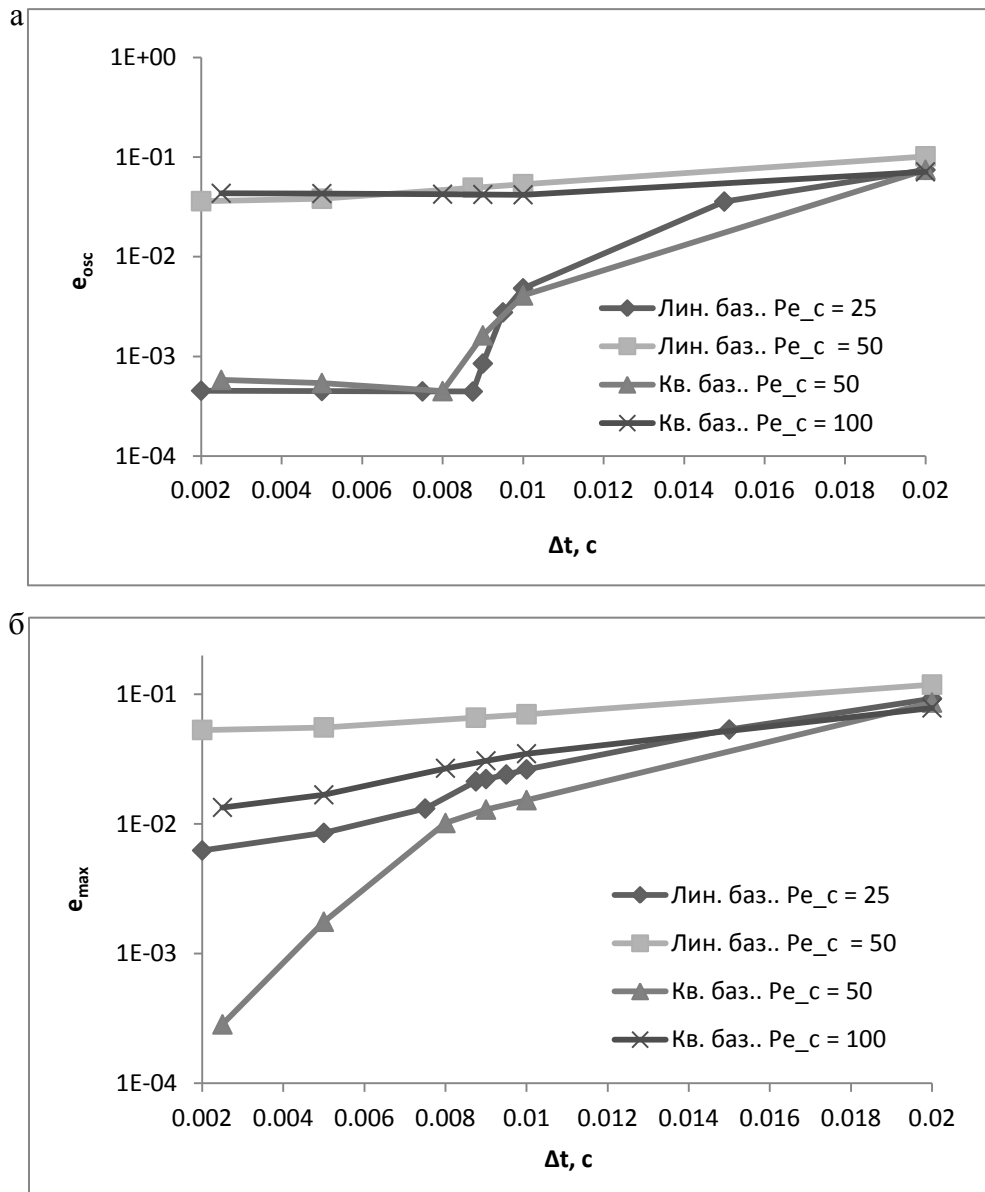 а
1E+00
1E-01
1E-02
1E-03
1E-04
e_osc
Лин. баз.. Pe_c = 25
Лин. баз.. Pe_c = 50
Кв. баз.. Pe_c = 50
Кв. баз.. Pe_c = 100
0.002 0.004 0.006 0.008 0.01 0.012 0.014 0.016 0.018 0.02
Δt, с
б
1E-01
1E-02
1E-03
1E-04
e_max
Лин. баз.. Pe_c = 25
Лин. баз.. Pe_c = 50
Кв. баз.. Pe_c = 50
Кв. баз.. Pe_c = 100
0.002 0.004 0.006 0.008 0.01 0.012 0.014 0.016 0.018 0.02
Δt, с